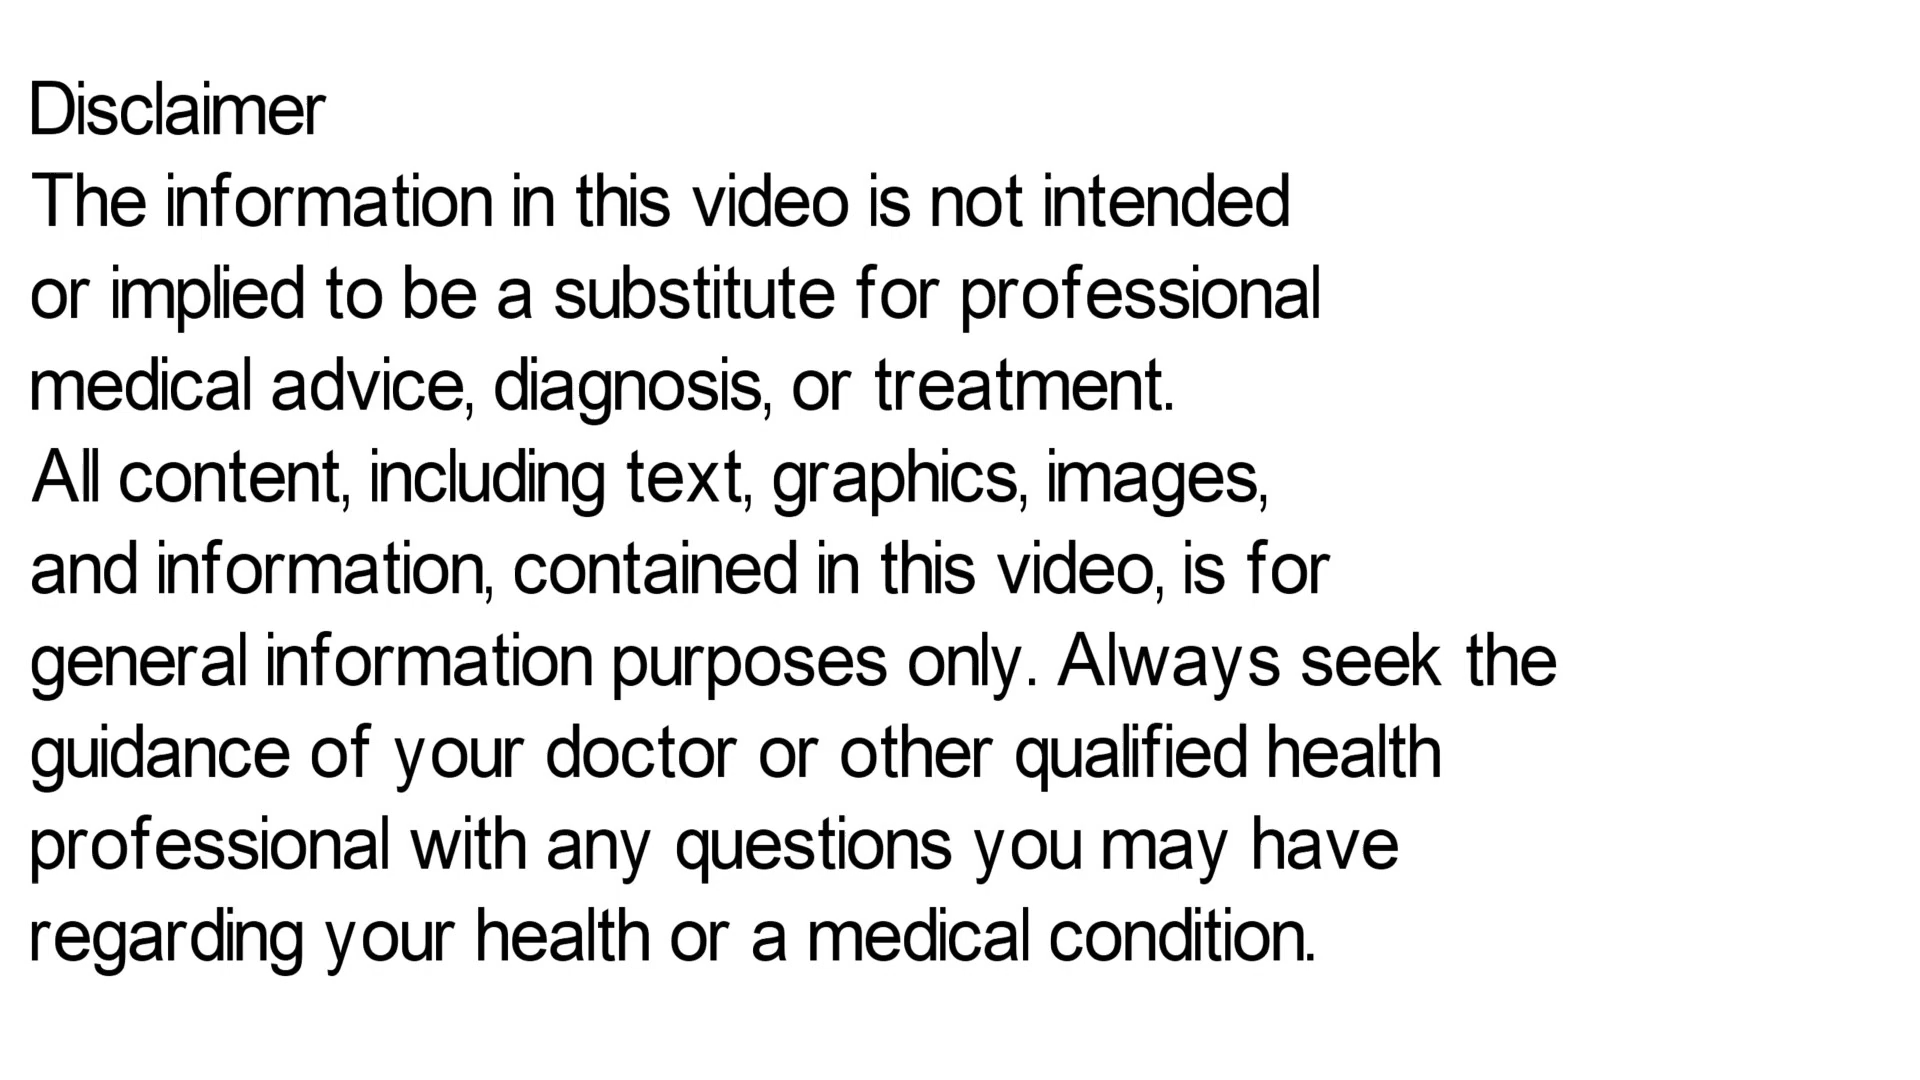 Disclaimer
The information in this video is not intended
or implied to be a substitute for professional
medical advice, diagnosis, or treatment.
All content, including text, graphics, images,
and information, contained in this video, is for
general information purposes only. Always seek the
guidance of your doctor or other qualified health
professional with any questions you may have
regarding your health or a medical condition.